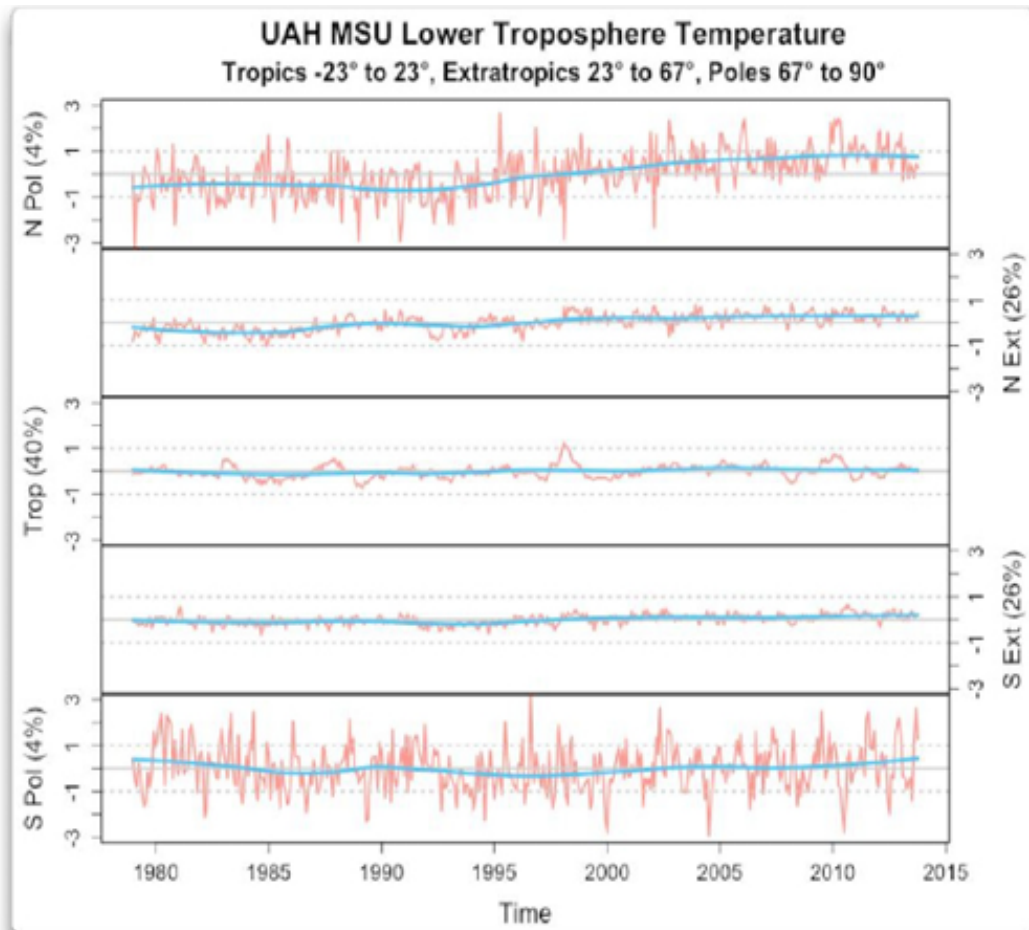 UAH MSU Lower Troposphere Temperature
Tropics -23° to 23°, Extratropics 23° to 67°, Poles 67° to 90°
N Pol (4%)
3
1
-1
-3
3
1
-1
-3
N Ext (26%)
Trop (40%)
3
1
-1
-3
3
1
-1
-3
S Ext (26%)
S Pol (4%)
3
1
-1
-3
1980 1985 1990 1995 2000 2005 2010 2015
Time